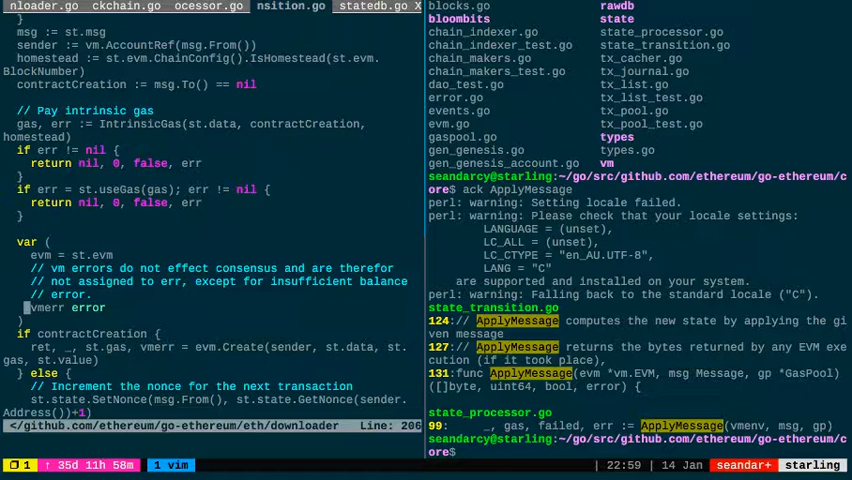 nloader.go  ckchain.go  ocessor.go  nsition.go  statedb.go X
}
msg := st.msg
sender := vm.AccountRef(msg.From())
homestead := st.evm.ChainConfig().IsHomestead(st.evm.
BlockNumber)
contractCreation := msg.To() == nil
// Pay intrinsic gas
gas, err := IntrinsicGas(st.data, contractCreation,
homestead)
if err != nil {
return nil, 0, false, err
}
if err = st.useGas(gas); err != nil {
return nil, 0, false, err
}
var (
evm = st.evm
// vm errors do not effect consensus and are therefor
// not assigned to err, except for insufficient balance
// error.
vmerr error
)
if contractCreation {
ret, _, st.gas, vmerr = evm.Create(sender, st.data, st.
gas, st.value)
} else {
// Increment the nonce for the next transaction
st.state.SetNonce(msg.From(), st.state.GetNonce(sender.
Address())+1)
</github.com/ethereum/go-ethereum/eth/downloader   Line: 206
blocks.go rawdb
bloombits state
chain_indexer.go state_processor.go
chain_indexer_test.go state_transition.go
chain_makers.go tx_cacher.go
chain_makers_test.go tx_journal.go
dao_test.go tx_list.go
error.go tx_list_test.go
events.go tx_pool.go
evm.go tx_pool_test.go
gaspool.go types
gen_genesis.go types.go
gen_genesis_account.go vm
seandarcy@starling:~/go/src/github.com/ethereum/go-ethereum/c
ore$ ack ApplyMessage
perl: warning: Setting locale failed.
perl: warning: Please check that your locale settings:
LANGUAGE = (unset),
LC_ALL = (unset),
LC_CTYPE = "en_AU.UTF-8",
LANG = "C"
are supported and installed on your system.
perl: warning: Falling back to the standard locale ("C").
state_transition.go
124:// ApplyMessage computes the new state by applying the gi
ven message
127:// ApplyMessage returns the bytes returned by any EVM exe
cution (if it took place),
131:func ApplyMessage(evm *vm.EVM, msg Message, gp *GasPool)
([]byte, uint64, bool, error) {
state_processor.go
99: _, gas, failed, err := ApplyMessage(vmenv, msg, gp)
seandarcy@starling:~/go/src/github.com/ethereum/go-ethereum/c
ore$
1 ↑ 35d 11h 58m 1 vim | 22:59 | 14 Jan seandar+ starling